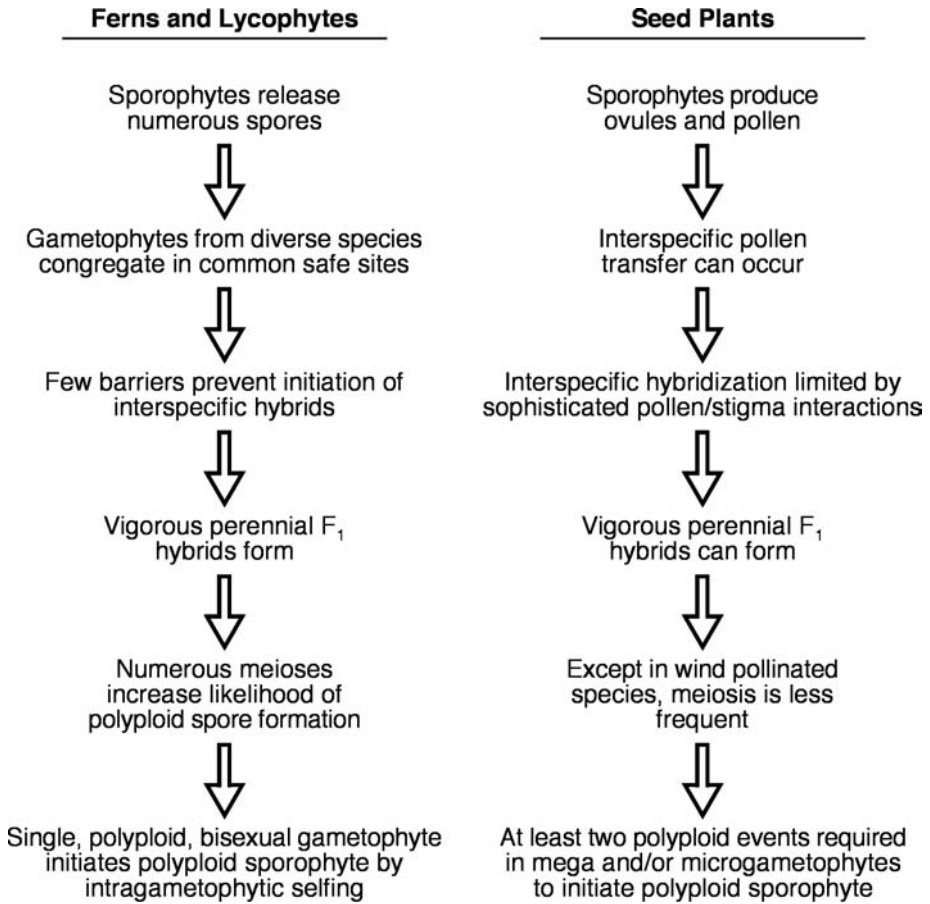 Ferns and Lycophytes
Sporophytes release
numerous spores
Gametophytes from diverse species
congregate in common safe sites
Few barriers prevent initiation of
interspecific hybrids
Vigorous perennial F₁
hybrids form
Numerous meioses
increase likelihood of
polyploid spore formation
Single, polyploid, bisexual gametophyte
initiates polyploid sporophyte by
intragametophytic selfing
Seed Plants
Sporophytes produce
ovules and pollen
Interspecific pollen
transfer can occur
Interspecific hybridization limited by
sophisticated pollen/stigma interactions
Vigorous perennial F₁
hybrids can form
Except in wind pollinated
species, meiosis is less
frequent
At least two polyploid events required
in mega and/or microgametophytes
to initiate polyploid sporophyte